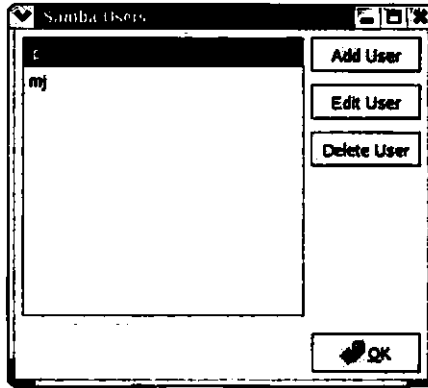 Samba Users
Add User
mj
Edit User
Delete User
OK